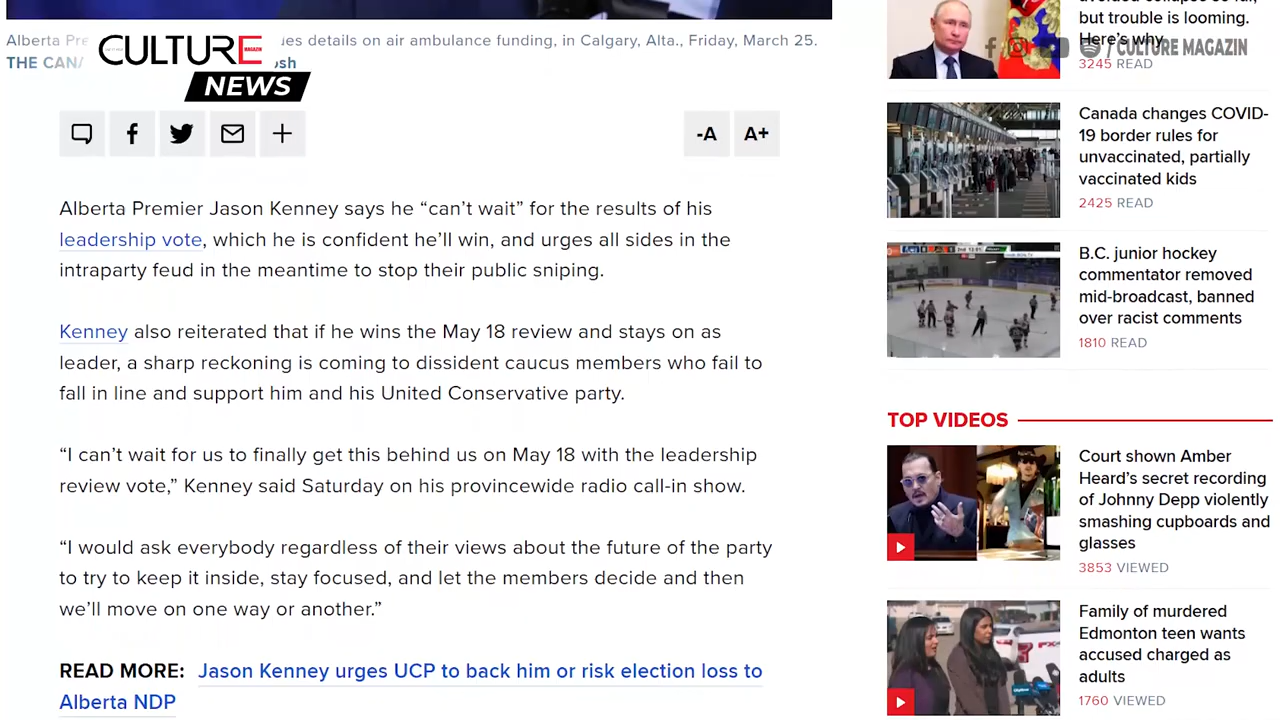 Alberta Pre
ues details on air ambulance funding, in Calgary, Alta., Friday, March 25.
THE CANA
osh
CULTURE
MAGAZIN
NEWS
-A
A+
Alberta Premier Jason Kenney says he “can’t wait” for the results of his
leadership vote, which he is confident he’ll win, and urges all sides in the
intraparty feud in the meantime to stop their public sniping.
Kenney also reiterated that if he wins the May 18 review and stays on as
leader, a sharp reckoning is coming to dissident caucus members who fail to
fall in line and support him and his United Conservative party.
“I can’t wait for us to finally get this behind us on May 18 with the leadership
review vote,” Kenney said Saturday on his provincewide radio call-in show.
“I would ask everybody regardless of their views about the future of the party
to try to keep it inside, stay focused, and let the members decide and then
we’ll move on one way or another.”
READ MORE: Jason Kenney urges UCP to back him or risk election loss to
Alberta NDP
but trouble is looming.
Here’s why
/ CULTURE MAGAZIN
3245 READ
Canada changes COVID-
19 border rules for
unvaccinated, partially
vaccinated kids
2425 READ
B.C. junior hockey
commentator removed
mid-broadcast, banned
over racist comments
1810 READ
TOP VIDEOS
Court shown Amber
Heard’s secret recording
of Johnny Depp violently
smashing cupboards and
glasses
3853 VIEWED
Family of murdered
Edmonton teen wants
accused charged as
adults
1760 VIEWED